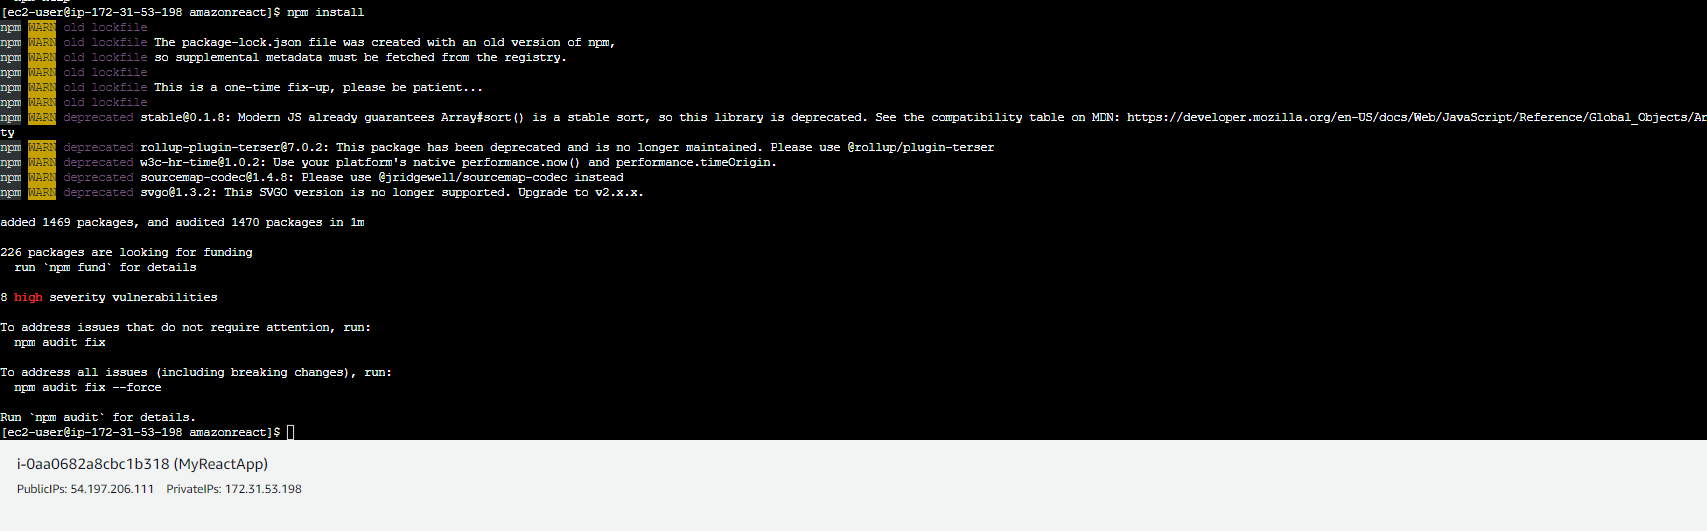 [ec2-user@ip-172-31-53-198 amazonreact]$ npm install
npm WARN old lockfile
npm WARN old lockfile The package-lock.json file was created with an old version of npm,
npm WARN old lockfile so supplemental metadata must be fetched from the registry.
npm WARN old lockfile
npm WARN old lockfile This is a one-time fix-up, please be patient...
npm WARN old lockfile
npm WARN deprecated stable@0.1.8: Modern JS already guarantees Array#sort() is a stable sort, so this library is deprecated. See the compatibility table on MDN: https://developer.mozilla.org/en-US/docs/Web/JavaScript/Reference/Global_Objects/Ar
ty
npm WARN deprecated rollup-plugin-terser@7.0.2: This package has been deprecated and is no longer maintained. Please use @rollup/plugin-terser
npm WARN deprecated w3c-hr-time@1.0.2: Use your platform's native performance.now() and performance.timeOrigin.
npm WARN deprecated sourcemap-codec@1.4.8: Please use @jridgewell/sourcemap-codec instead
npm WARN deprecated svgo@1.3.2: This SVGO version is no longer supported. Upgrade to v2.x.x.
added 1469 packages, and audited 1470 packages in 1m
226 packages are looking for funding
run `npm fund` for details
8 high severity vulnerabilities
To address issues that do not require attention, run:
npm audit fix
To address all issues (including breaking changes), run:
npm audit fix --force
Run `npm audit` for details.
[ec2-user@ip-172-31-53-198 amazonreact]$
i-0aa0682a8cbc1b318 (MyReactApp)
PublicIPs: 54.197.206.111 PrivateIPs: 172.31.53.198